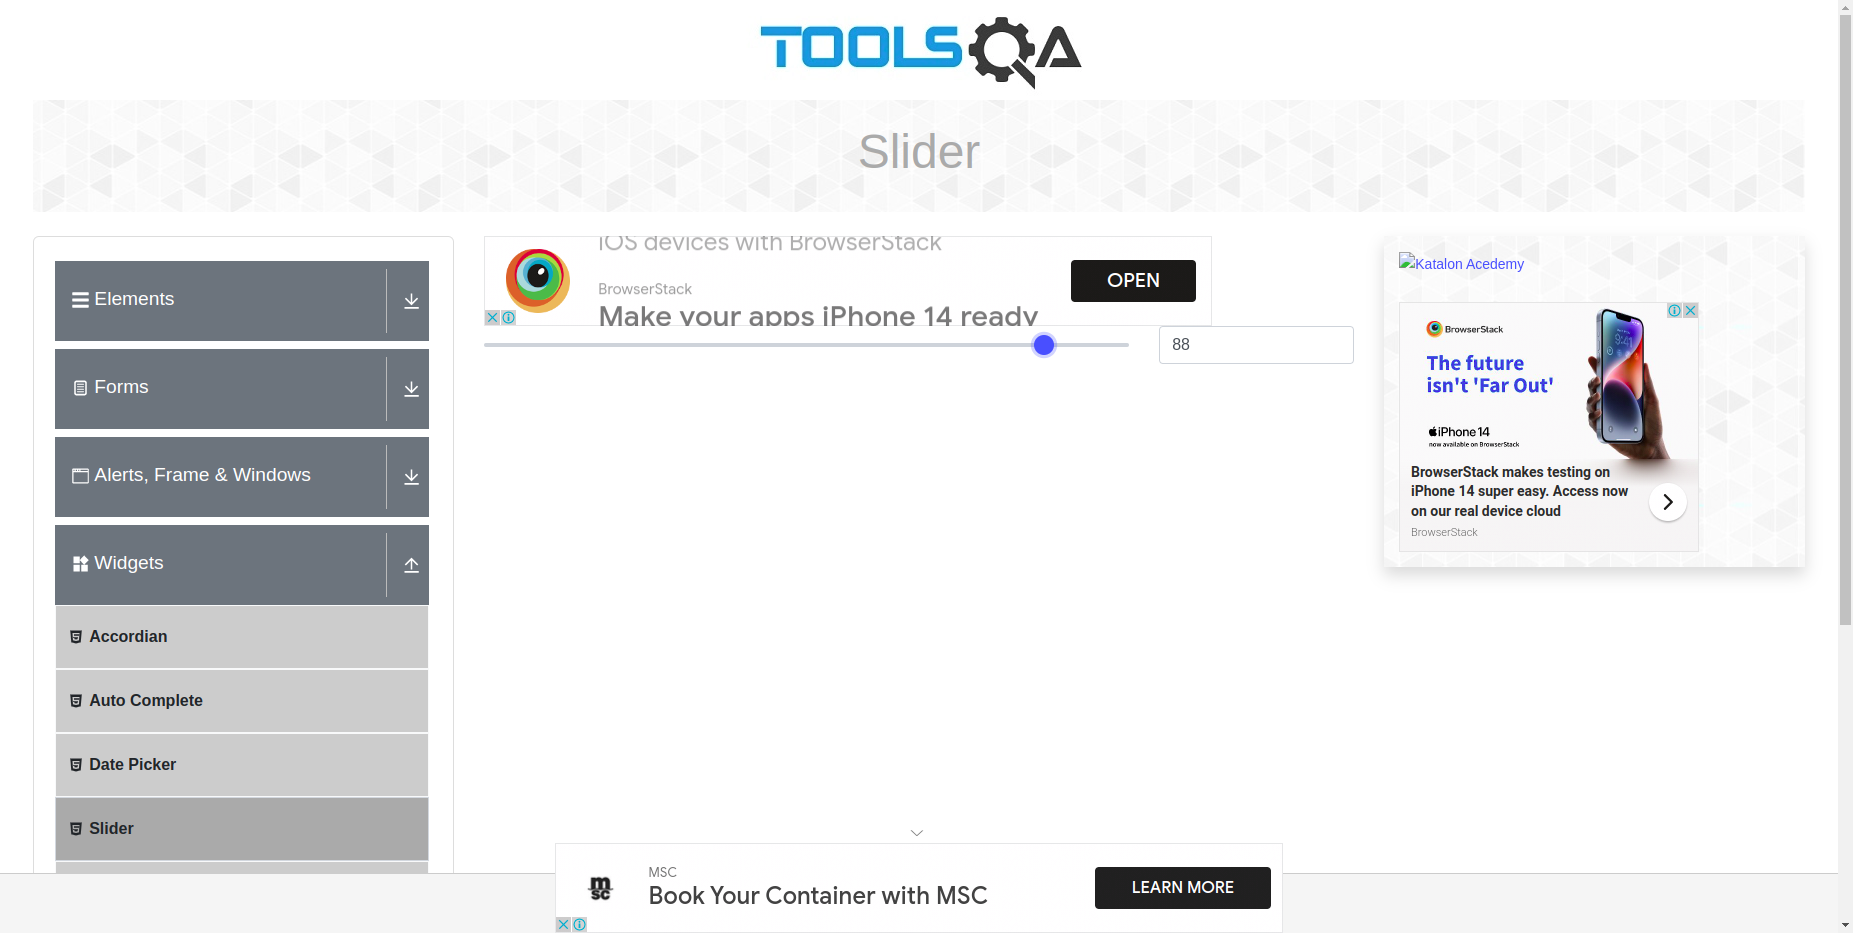 TOOLSQA
Slider
Elements
Forms
Alerts, Frame & Windows
Widgets
Accordian
Auto Complete
Date Picker
Slider
iOS devices with BrowserStack
BrowserStack
Make your apps iPhone 14 ready
OPEN
88
Katalon Acedemy
BrowserStack
The future
isn't 'Far Out'
iPhone 14
now available on BrowserStack
BrowserStack makes testing on
iPhone 14 super easy. Access now
on our real device cloud
BrowserStack
msc
MSC
Book Your Container with MSC
LEARN MORE